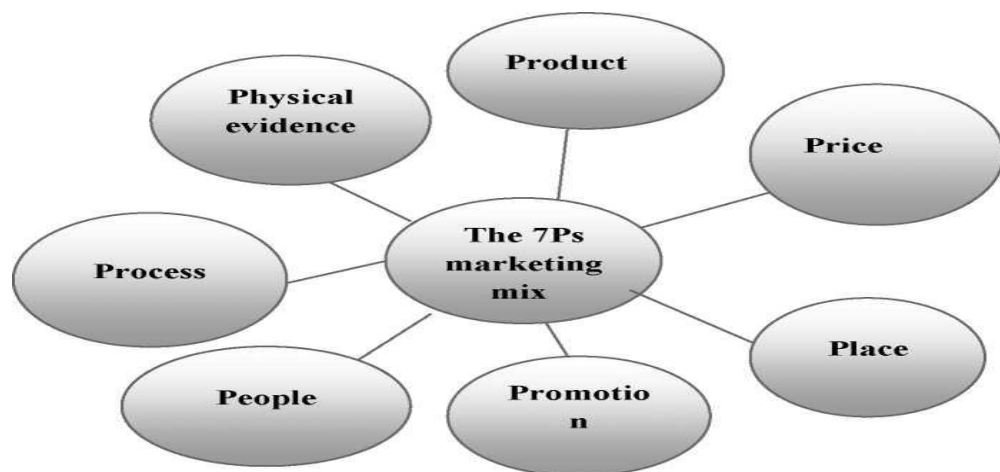 Product
Physical
evidence
Price
The 7Ps
marketing
mix
Process
Place
People
Promotio
n